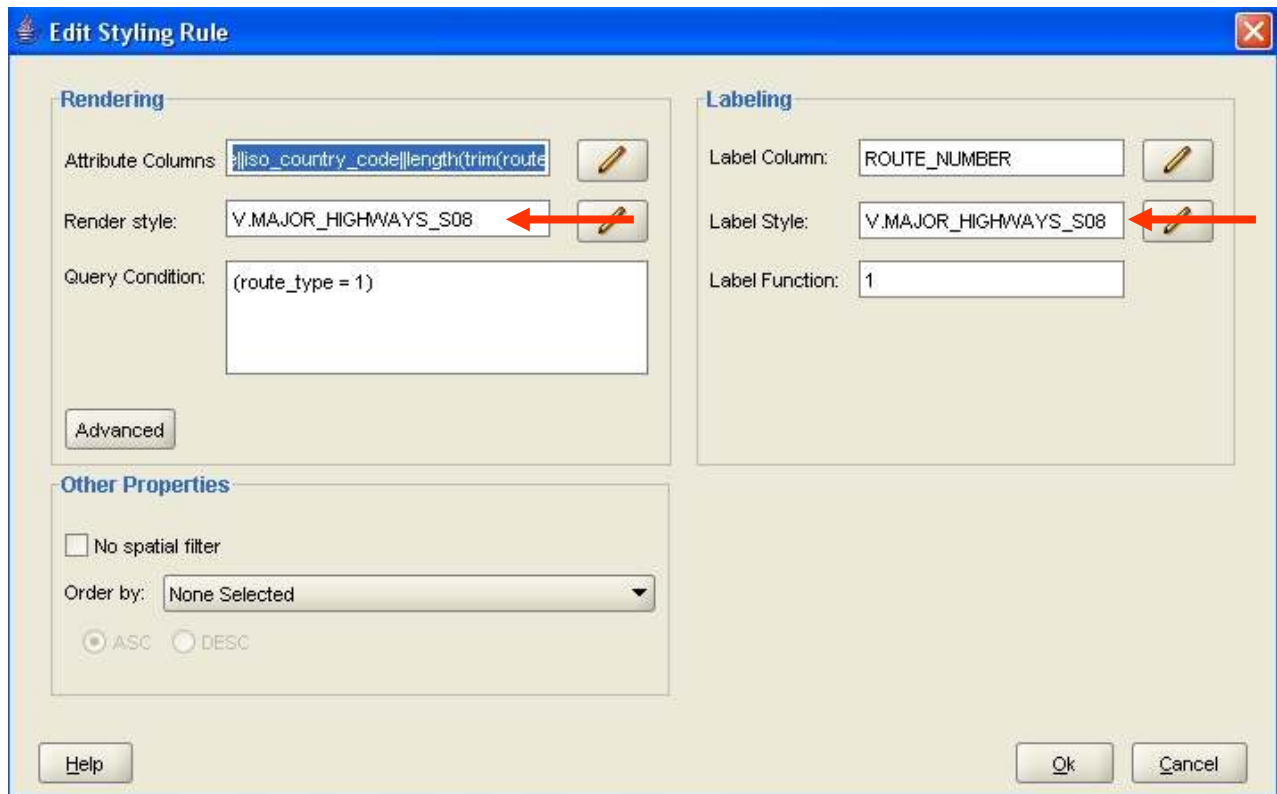 Edit Styling Rule
Rendering
Attribute Columns
e||iso_country_code||length(trim(route
Render style:
V.MAJOR_HIGHWAYS_S08
Query Condition:
(route_type = 1)
Advanced
Labeling
Label Column:
ROUTE_NUMBER
Label Style:
V.MAJOR_HIGHWAYS_S08
Label Function:
1
Other Properties
No spatial filter
Order by:
None Selected
ASC
DESC
Help
Ok
Cancel